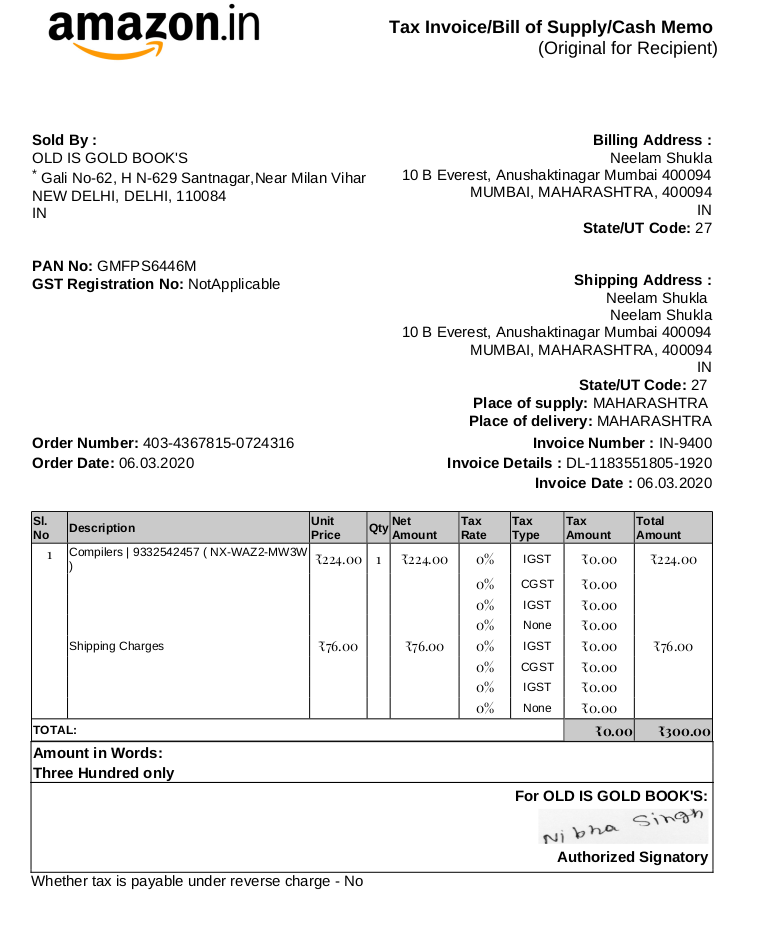 amazon.in
Tax Invoice/Bill of Supply/Cash Memo
(Original for Recipient)
Sold By :
OLD IS GOLD BOOK'S
* Gali No-62, H N-629 Santnagar,Near Milan Vihar
NEW DELHI, DELHI, 110084
IN
Billing Address :
Neelam Shukla
10 B Everest, Anushaktinagar Mumbai 400094
MUMBAI, MAHARASHTRA, 400094
IN
State/UT Code: 27
PAN No: GMFPS6446M
GST Registration No: NotApplicable
Shipping Address :
Neelam Shukla
Neelam Shukla
10 B Everest, Anushaktinagar Mumbai 400094
MUMBAI, MAHARASHTRA, 400094
IN
State/UT Code: 27
Place of supply: MAHARASHTRA
Place of delivery: MAHARASHTRA
Order Number: 403-4367815-0724316
Order Date: 06.03.2020
Invoice Number : IN-9400
Invoice Details : DL-1183551805-1920
Invoice Date : 06.03.2020
Sl. No Description Unit Price Qty Net Amount Tax Rate Tax Type Tax Amount Total Amount
1 Compilers | 9332542457 ( NX-WAZ2-MW3W ) ₹224.00 1 ₹224.00 0% IGST ₹0.00 ₹224.00
0% CGST ₹0.00
0% IGST ₹0.00
0% None ₹0.00
Shipping Charges ₹76.00 ₹76.00 0% IGST ₹0.00 ₹76.00
0% CGST ₹0.00
0% IGST ₹0.00
0% None ₹0.00
TOTAL: ₹0.00 ₹300.00
Amount in Words:
Three Hundred only
For OLD IS GOLD BOOK'S:
Nibha Singh
Authorized Signatory
Whether tax is payable under reverse charge - No